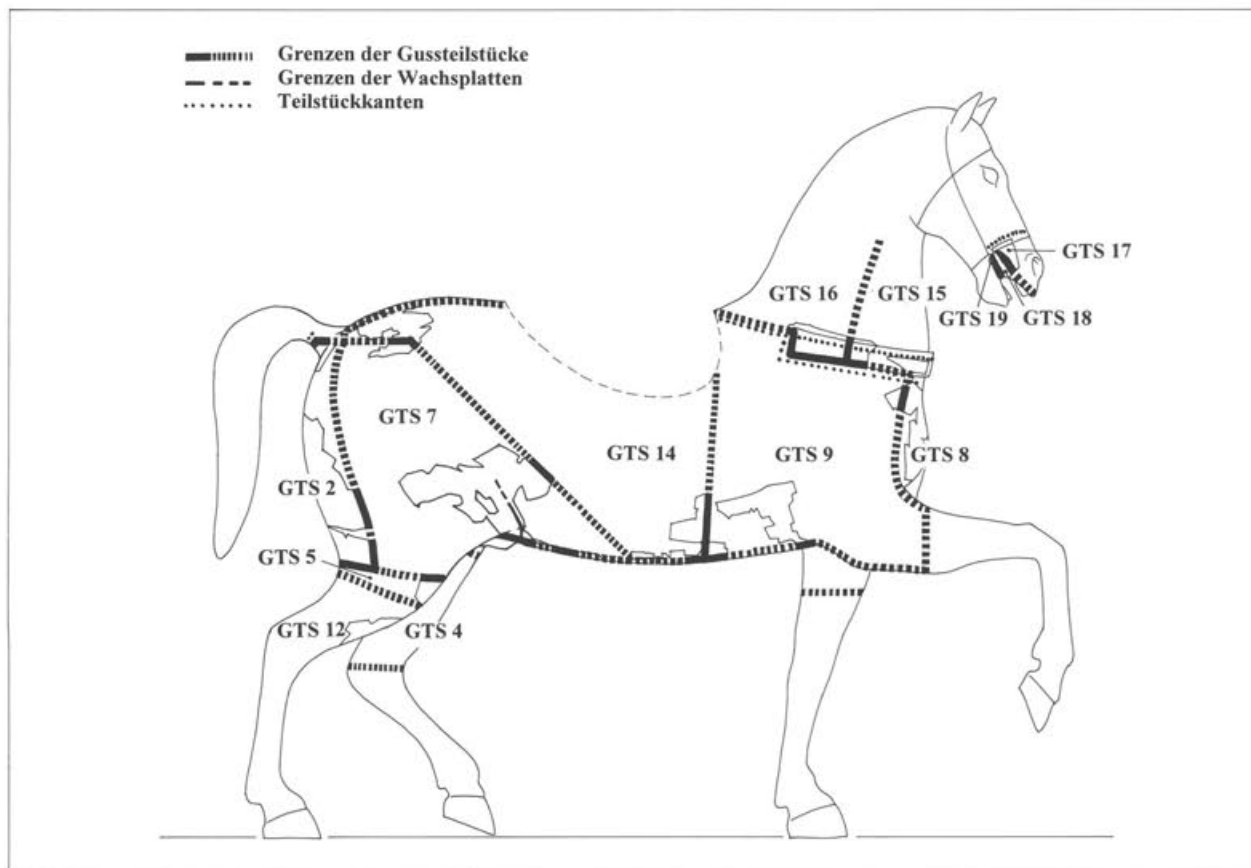 Grenzen der Gussteilstücke
Grenzen der Wachsplatten
Teilstückkanten
GTS 17
GTS 16
GTS 15
GTS 19
GTS 18
GTS 7
GTS 14
GTS 9
GTS 8
GTS 2
GTS 5
GTS 12
GTS 4